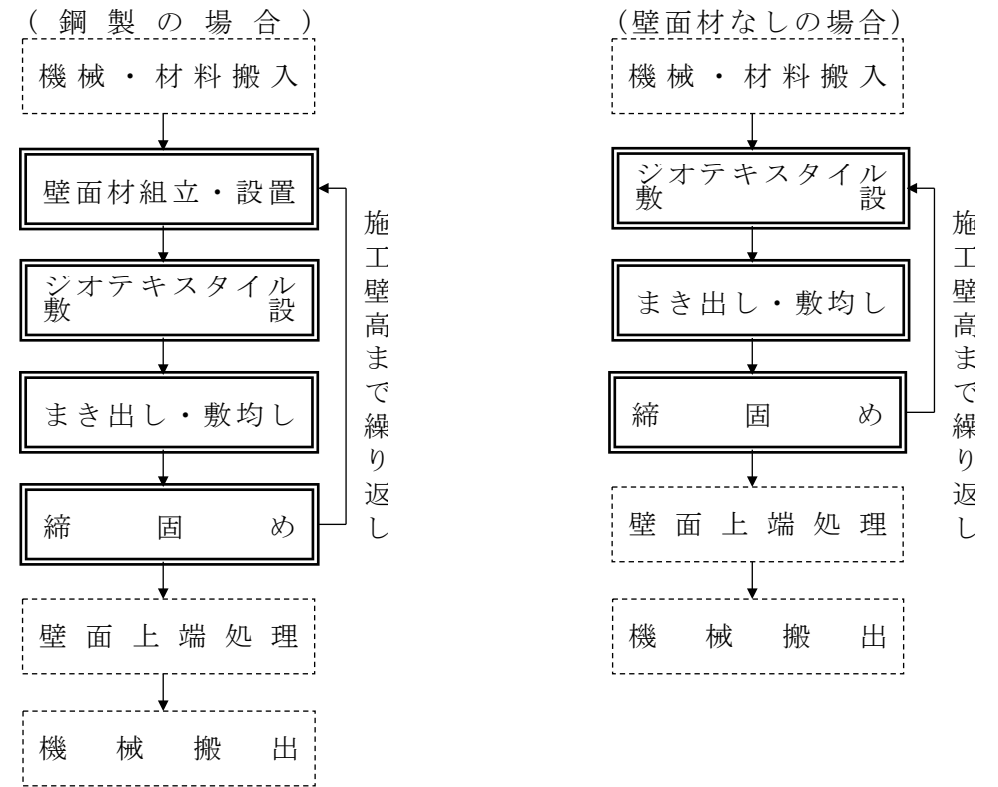 (鋼製の場合)
機械・材料搬入
壁面材組立・設置
ジオテキスタイル
敷設
まき出し・敷均し
締固め
壁面上端処理
機械搬出
施工壁高まで繰り返し
(壁面材なしの場合)
機械・材料搬入
ジオテキスタイル
敷設
まき出し・敷均し
締固め
壁面上端処理
機械搬出
施工壁高まで繰り返し